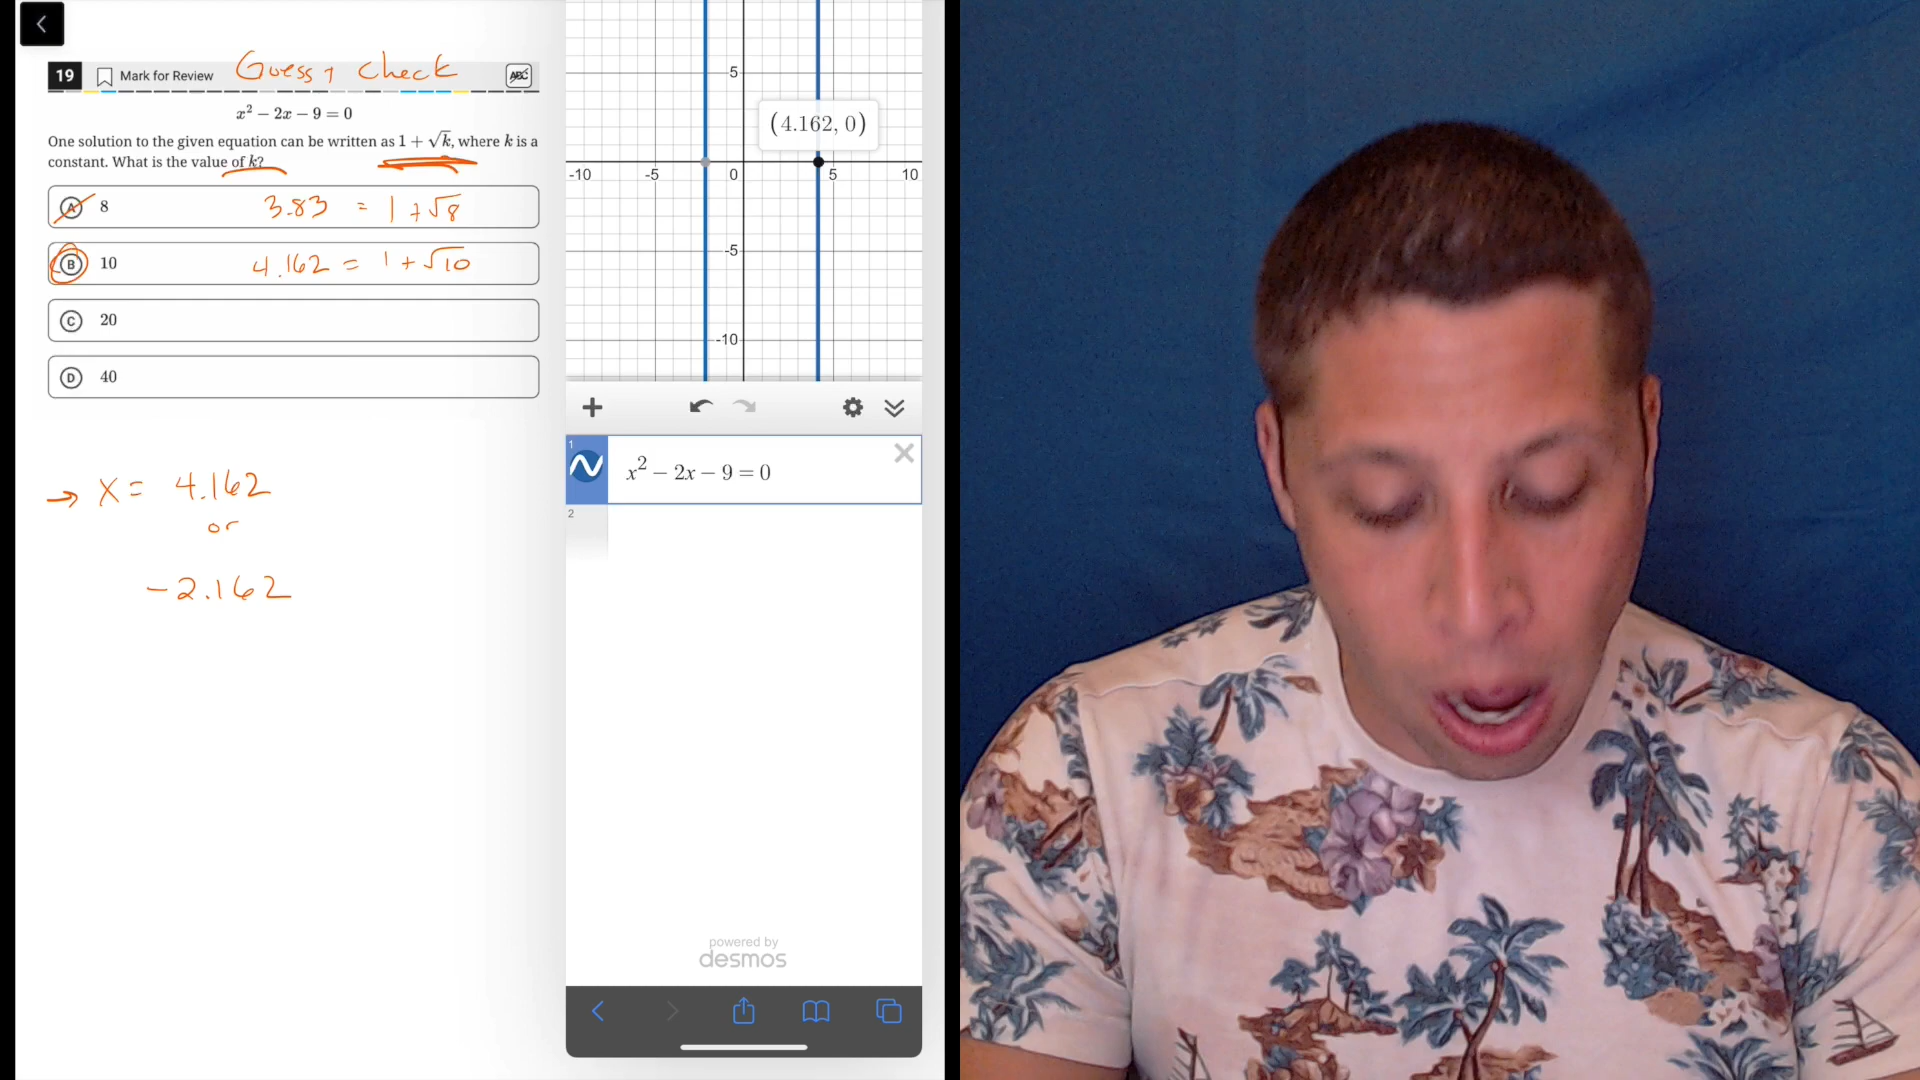 19 Mark for Review Guess + Check ABC
x² − 2x − 9 = 0
One solution to the given equation can be written as 1 + √k, where k is a
constant. What is the value of k?
A 8 3.83 = 1 + √8
B 10 4.162 = 1 + √10
C 20
D 40
→ X = 4.162
or
−2.162
5
(4.162, 0)
-10 -5 0 5 10
-5
-10
1
x² − 2x − 9 = 0
2
powered by
desmos